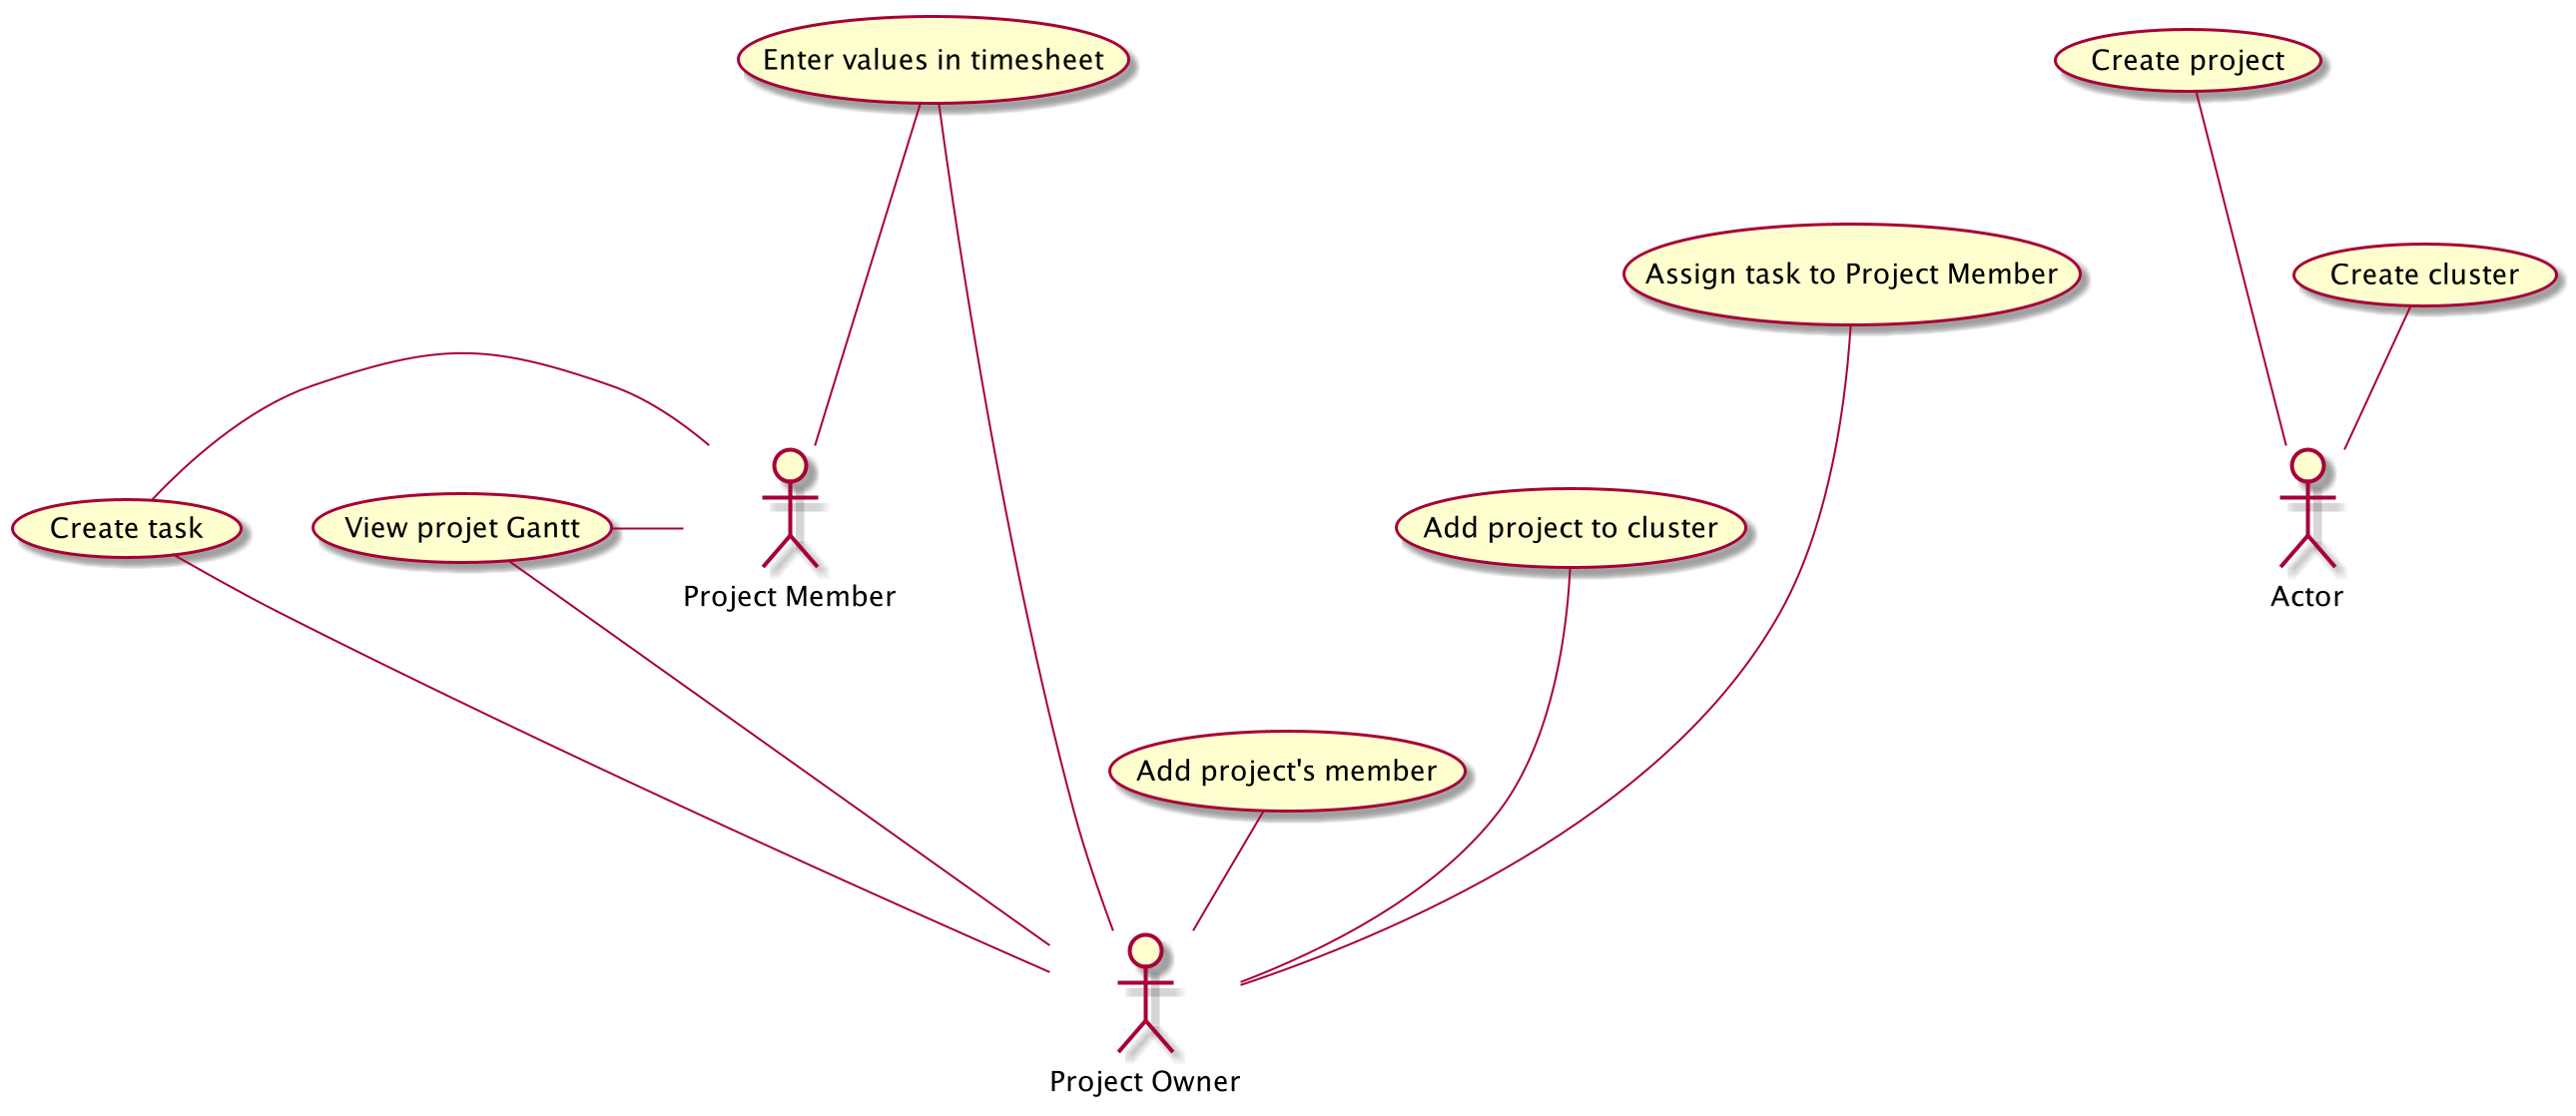 Enter values in timesheet
Create project
Assign task to Project Member
Create cluster
Create task
View projet Gantt
Add project to cluster
Project Member
Actor
Add project's member
Project Owner